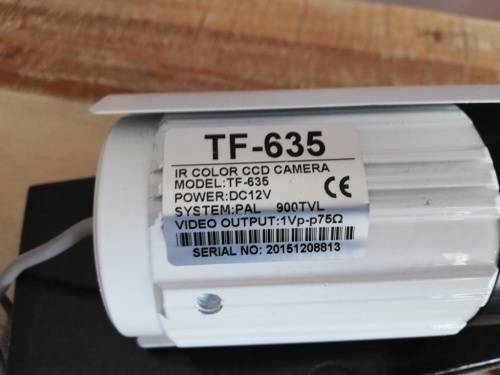 TF-635
IR COLOR CCD CAMERA
MODEL:TF-635
POWER:DC12V
SYSTEM:PAL 900TVL
CE
VIDEO OUTPUT:1Vp-p75Ω
SERIAL NO: 20151208813